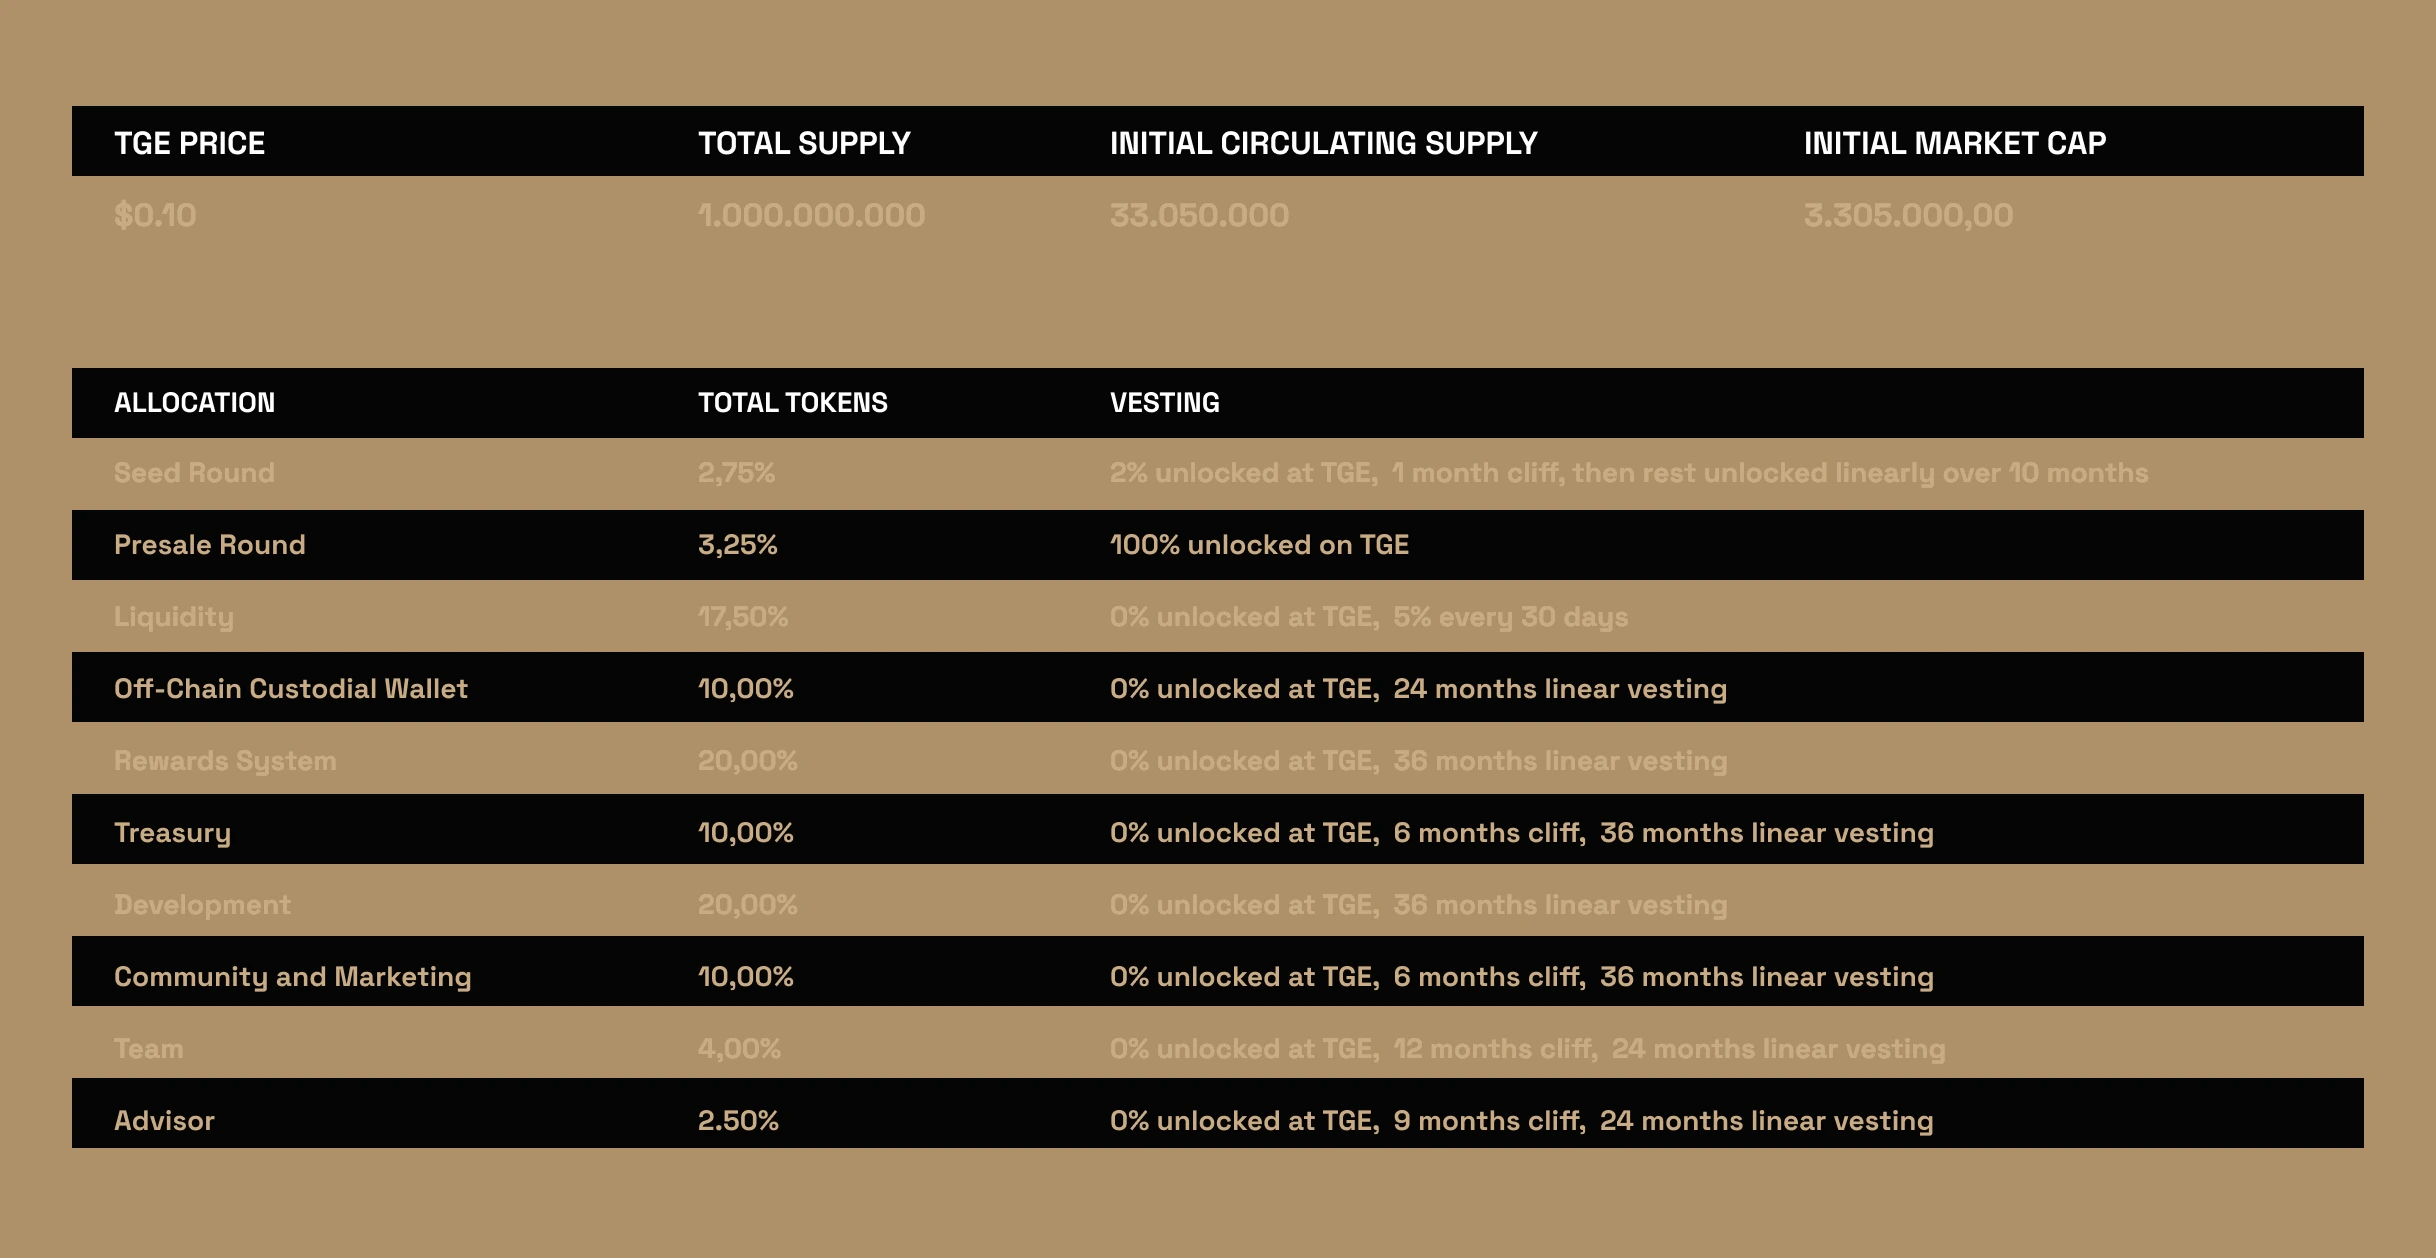 TGE PRICE TOTAL SUPPLY INITIAL CIRCULATING SUPPLY INITIAL MARKET CAP
$0.10 1.000.000.000 33.050.000 3.305.000,00
ALLOCATION TOTAL TOKENS VESTING
Seed Round 2,75% 2% unlocked at TGE, 1 month cliff, then rest unlocked linearly over 10 months
Presale Round 3,25% 100% unlocked on TGE
Liquidity 17,50% 0% unlocked at TGE, 5% every 30 days
Off-Chain Custodial Wallet 10,00% 0% unlocked at TGE, 24 months linear vesting
Rewards System 20,00% 0% unlocked at TGE, 36 months linear vesting
Treasury 10,00% 0% unlocked at TGE, 6 months cliff, 36 months linear vesting
Development 20,00% 0% unlocked at TGE, 36 months linear vesting
Community and Marketing 10,00% 0% unlocked at TGE, 6 months cliff, 36 months linear vesting
Team 4,00% 0% unlocked at TGE, 12 months cliff, 24 months linear vesting
Advisor 2.50% 0% unlocked at TGE, 9 months cliff, 24 months linear vesting